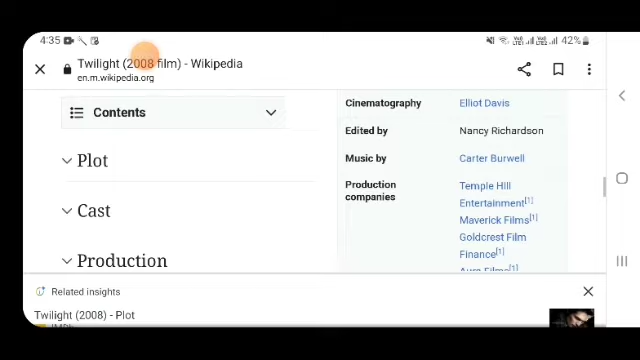 4:35
42%
Twilight (2008 film) - Wikipedia
en.m.wikipedia.org
Contents
Plot
Cast
Production
Cinematography Elliot Davis
Edited by Nancy Richardson
Music by Carter Burwell
Production companies Temple Hill
Entertainment[1]
Maverick Films[1]
Goldcrest Film
Finance[1]
Related insights
Twilight (2008) - Plot